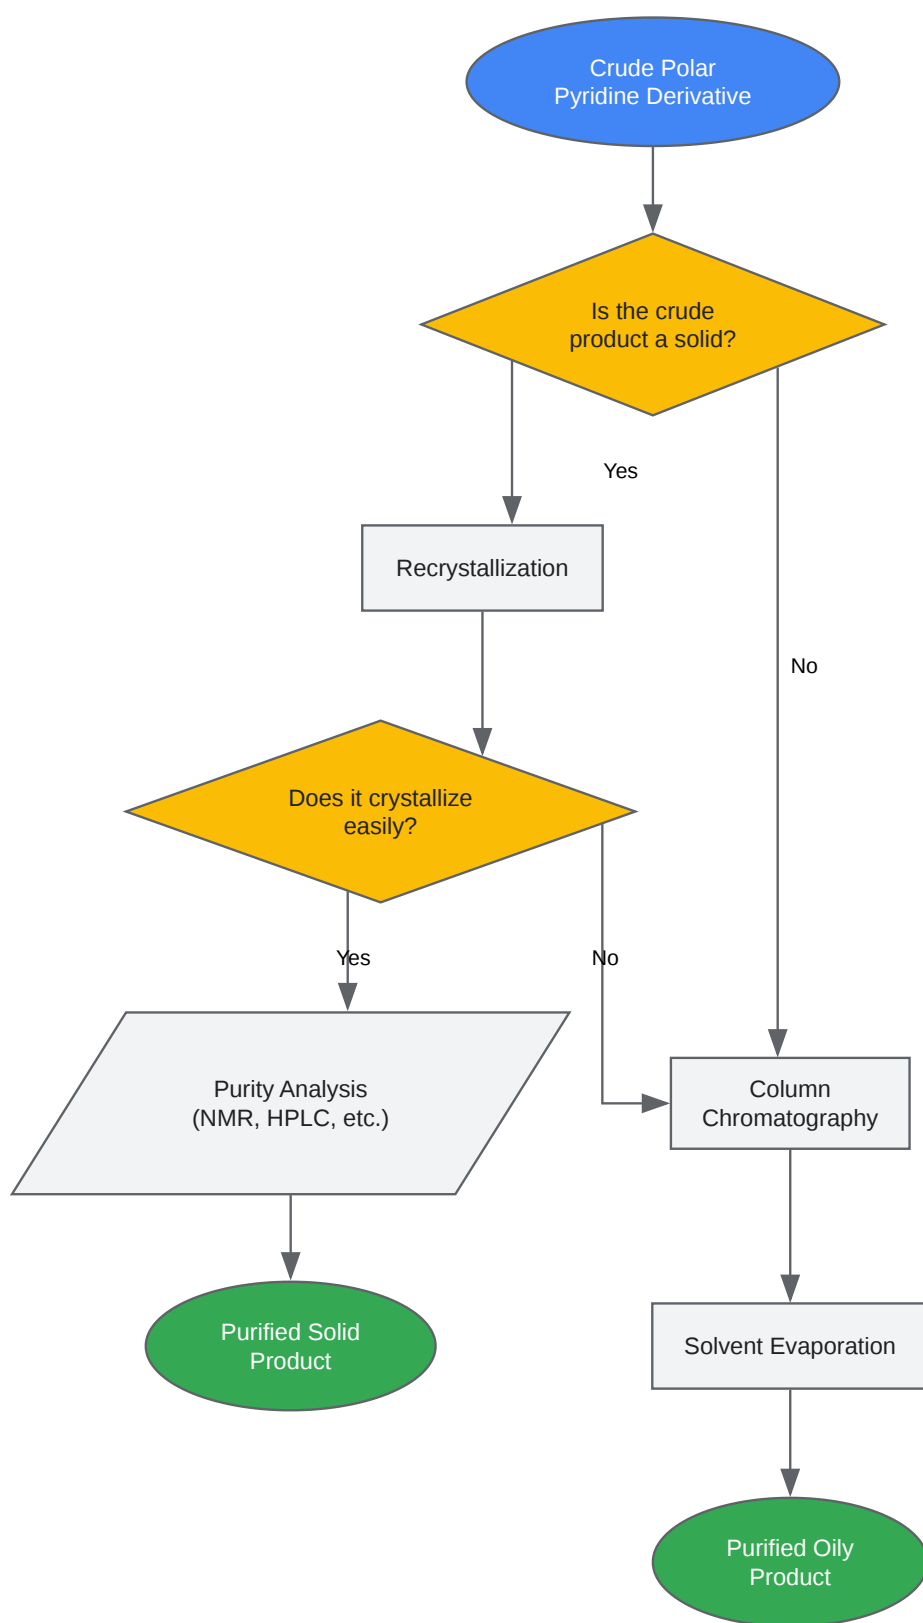 Crude Polar
Pyridine Derivative
Is the crude
product a solid?
Yes
Recrystallization
No
Does it crystallize
easily?
Yes
No
Purity Analysis
(NMR, HPLC, etc.)
Column
Chromatography
Purified Solid
Product
Solvent Evaporation
Purified Oily
Product